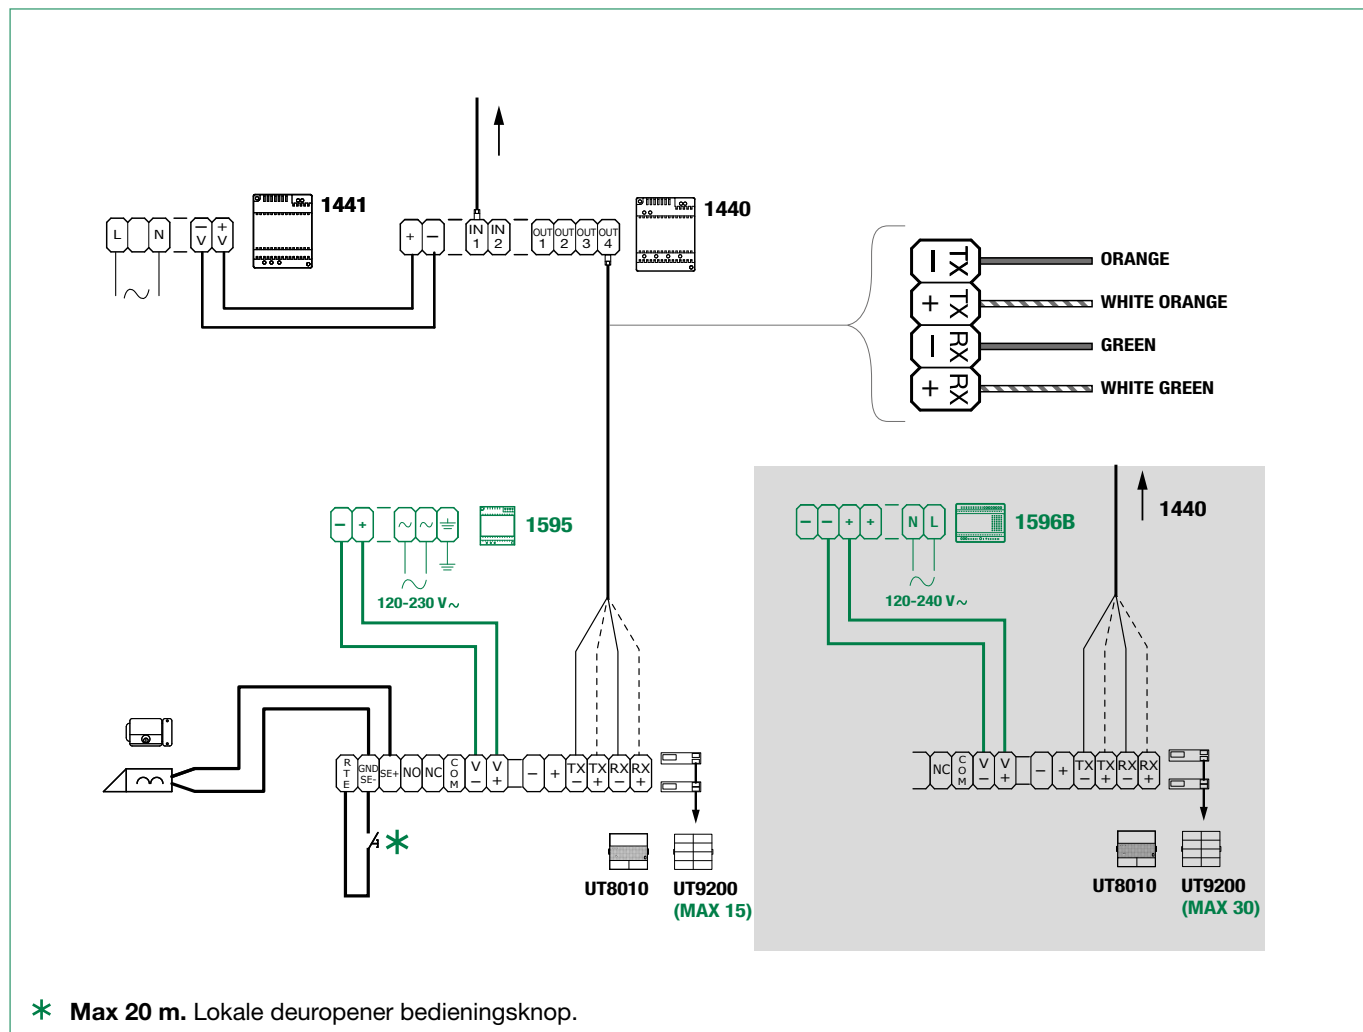 1441
1440
L N
– V + V
+ –
IN 1 IN 2
OUT 1 OUT 2 OUT 3 OUT 4
TX – ORANGE
TX + WHITE ORANGE
RX – GREEN
RX + WHITE GREEN
– +
1595
120-230 V~
– – + + N L
1596B
1440
120-240 V~
RTE GND SE- SE+ NO NC COM V – V + – + TX – TX + RX – RX +
NC COM V – V + – + TX – TX + RX – RX +
UT8010 UT9200
(MAX 15)
UT8010 UT9200
(MAX 30)
* Max 20 m. Lokale deuropener bedieningsknop.